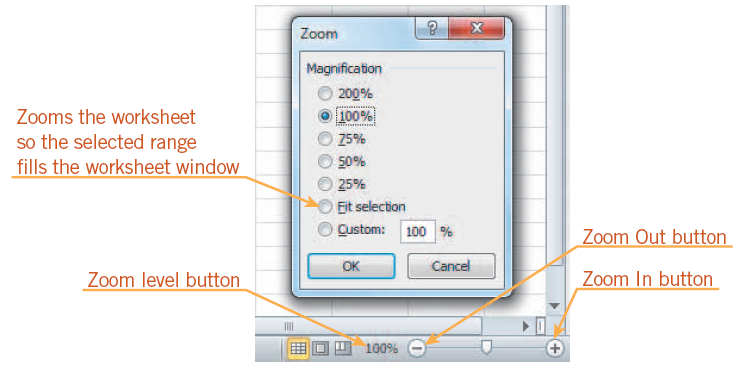 Zoom
Magnification
200%
100%
75%
50%
25%
Fit selection
Custom: 100 %
OK Cancel
Zooms the worksheet
so the selected range
fills the worksheet window
Zoom Out button
Zoom level button
Zoom In button
100%